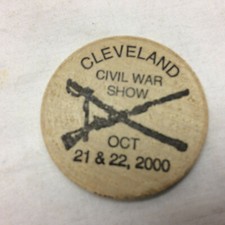 CLEVELAND
CIVIL WAR
SHOW
OCT
21 & 22, 2000